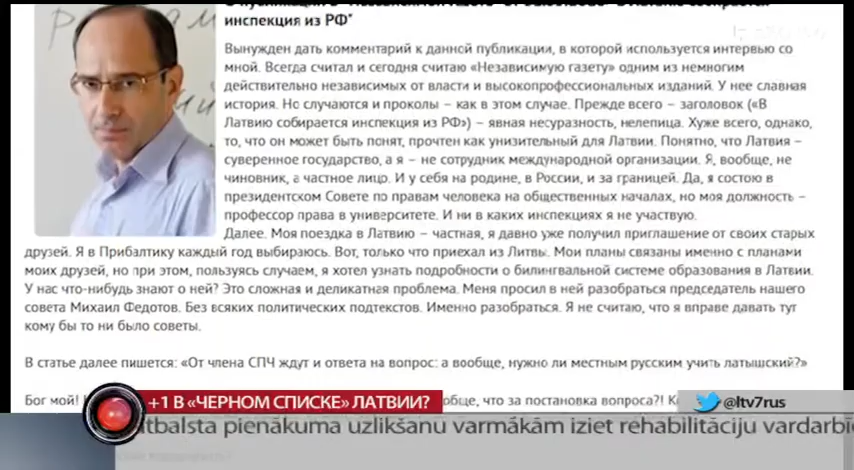 инспекция из РФ"
Вынужден дать комментарий к данной публикации, в которой используется интервью со
мной. Всегда считал и сегодня считаю «Независимую газету» одним из немногим
действительно независимых от власти и высокопрофессиональных изданий. У нее славная
история. Но случаются и проколы – как в этом случае. Прежде всего – заголовок («В
Латвию собирается инспекция из РФ») – явная несуразность, нелепица. Хуже всего, однако,
то, что он может быть понят, прочтен как унизительный для Латвии. Понятно, что Латвия –
суверенное государство, а я – не сотрудник международной организации. Я, вообще, не
чиновник, а частное лицо. И у себя на родине, в России, и за границей. Да, я состою в
президентском Совете по правам человека на общественных началах, но моя должность –
профессор права в университете. И ни в каких инспекциях я не участвую.
Далее. Моя поездка в Латвию – частная, я давно уже получил приглашение от своих старых
друзей. Я в Прибалтику каждый год выбираюсь. Вот, только что приехал из Литвы. Мои планы связаны именно с планами
моих друзей, но при этом, пользуясь случаем, я хотел узнать подробности о билингвальной системе образования в Латвии.
У нас что-нибудь знают о ней? Это сложная и деликатная проблема. Меня просил в ней разобраться председатель нашего
совета Михаил Федотов. Без всяких политических подтекстов. Именно разобраться. Я не считаю, что я вправе давать тут
кому бы то ни было советы.
В статье далее пишется: «От члена СПЧ ждут и ответа на вопрос: а вообще, нужно ли местным русским учить латышский?»
Бог мой! что за постановка вопроса?!
+1 В «ЧЕРНОМ СПИСКЕ» ЛАТВИИ?
@ltv7rus
atbalsta pienākuma uzlikšanu varmākām iziet rehabilitāciju vardarbī